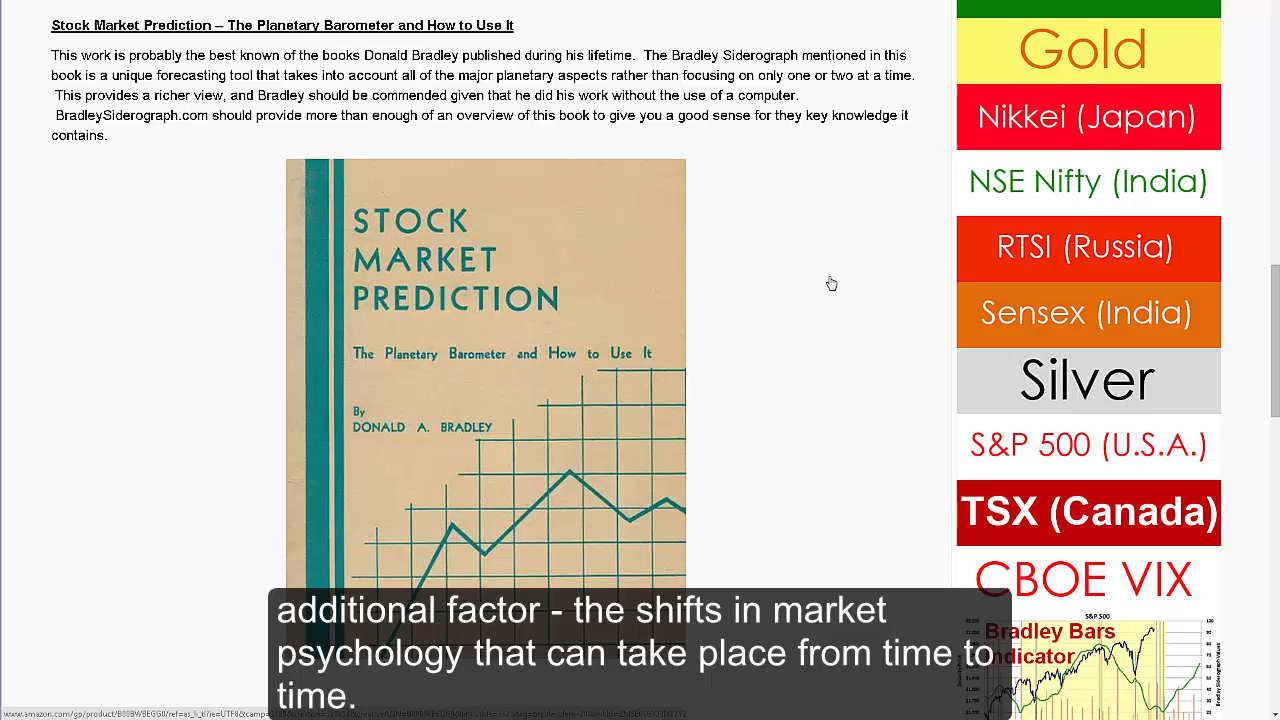 Stock Market Prediction – The Planetary Barometer and How to Use It
This work is probably the best known of the books Donald Bradley published during his lifetime.  The Bradley Siderograph mentioned in this
book is a unique forecasting tool that takes into account all of the major planetary aspects rather than focusing on only one or two at a time.
This provides a richer view, and Bradley should be commended given that he did his work without the use of a computer.
BradleySiderograph.com should provide more then enough of an overview of this book to give you a good sense for they key knowledge it
contains.
STOCK
MARKET
PREDICTION
The Planetary Barometer and How to Use It
By
DONALD A. BRADLEY
additional factor - the shifts in market
psychology that can take place from time to
time.
Gold
Nikkei (Japan)
NSE Nifty (India)
RTSI (Russia)
Sensex (India)
Silver
S&P 500 (U.S.A.)
TSX (Canada)
CBOE VIX
S&P 500
Bradley Bars
Indicator
Bradley Siderograph Values